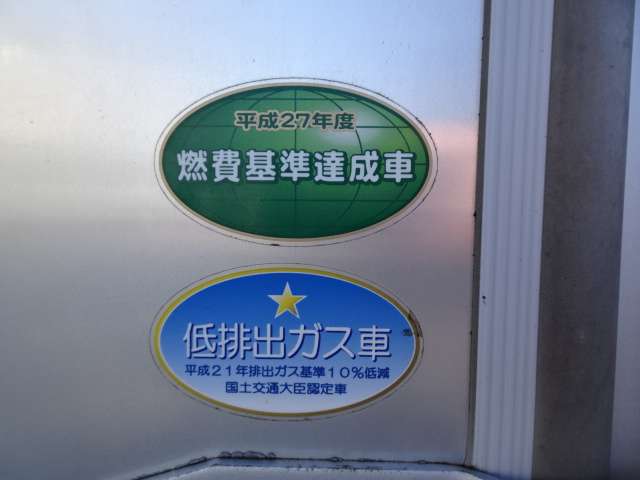 平成27年度
燃費基準達成車
低排出ガス車
平成21年排出ガス基準10%低減
国土交通大臣認定車